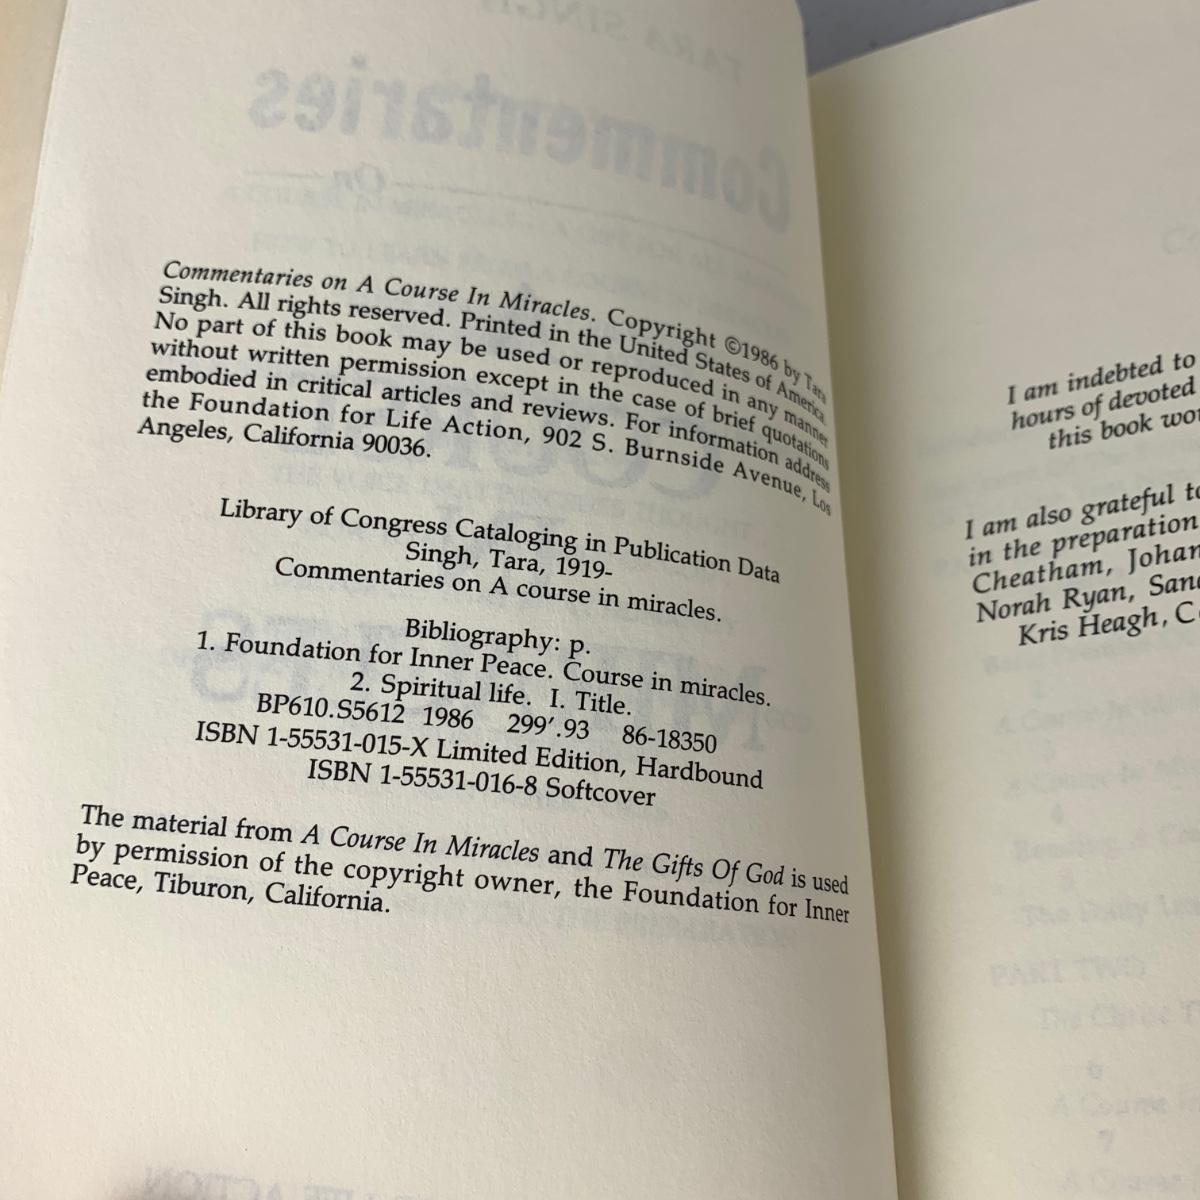 Commentaries on A Course In Miracles. Copyright ©1986 by Tara
Singh. All rights reserved. Printed in the United States of America.
No part of this book may be used or reproduced in any manner
without written permission except in the case of brief quotations
embodied in critical articles and reviews. For information address
the Foundation for Life Action, 902 S. Burnside Avenue, Los
Angeles, California 90036.
Library of Congress Cataloging in Publication Data
Singh, Tara, 1919-
Commentaries on A course in miracles.
Bibliography: p.
1. Foundation for Inner Peace. Course in miracles.
2. Spiritual life. I. Title.
BP610.S5612 1986 299'.93 86-18350
ISBN 1-55531-015-X Limited Edition, Hardbound
ISBN 1-55531-016-8 Softcover
The material from A Course In Miracles and The Gifts Of God is used
by permission of the copyright owner, the Foundation for Inner
Peace, Tiburon, California.
I am indebted to
hours of devoted
this book
I am also grateful to
in the preparation
Cheatham,
Norah Ryan,
Kris Heagh,